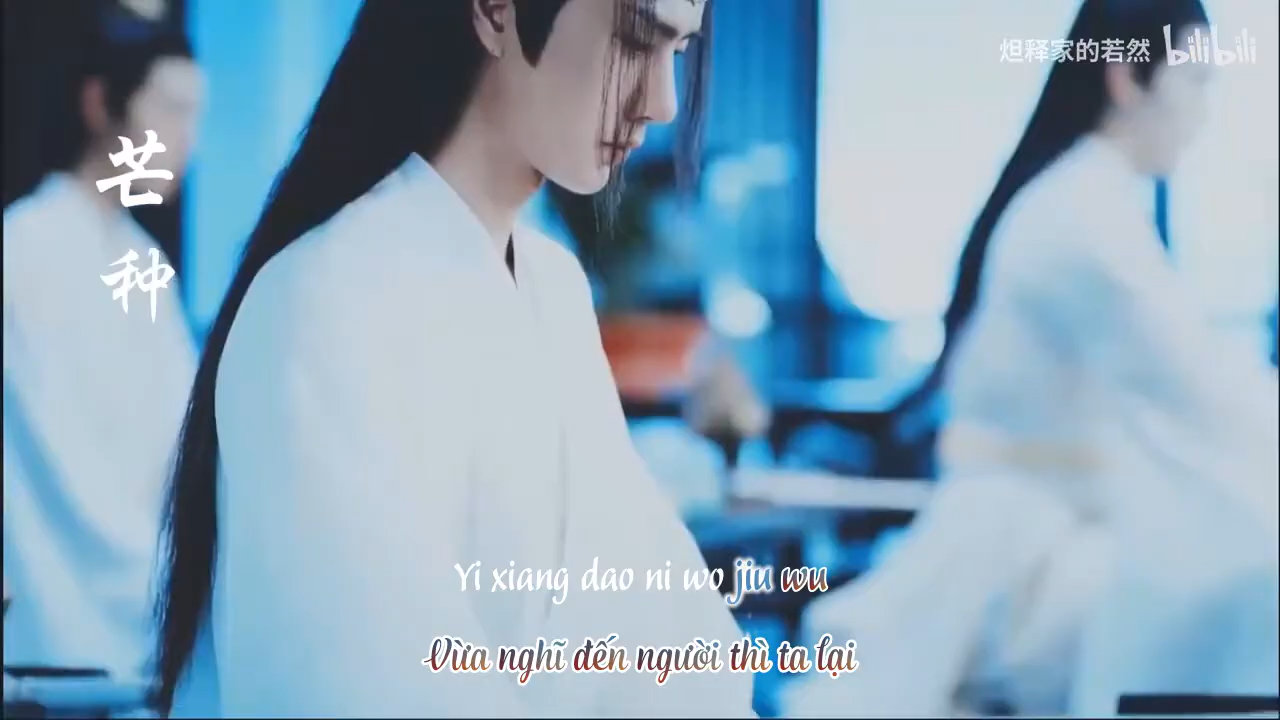 炟释家的若然 bilibili
芒种
Yi xiang dao ni wo jiu wu
Vừa nghĩ đến người thì ta lại